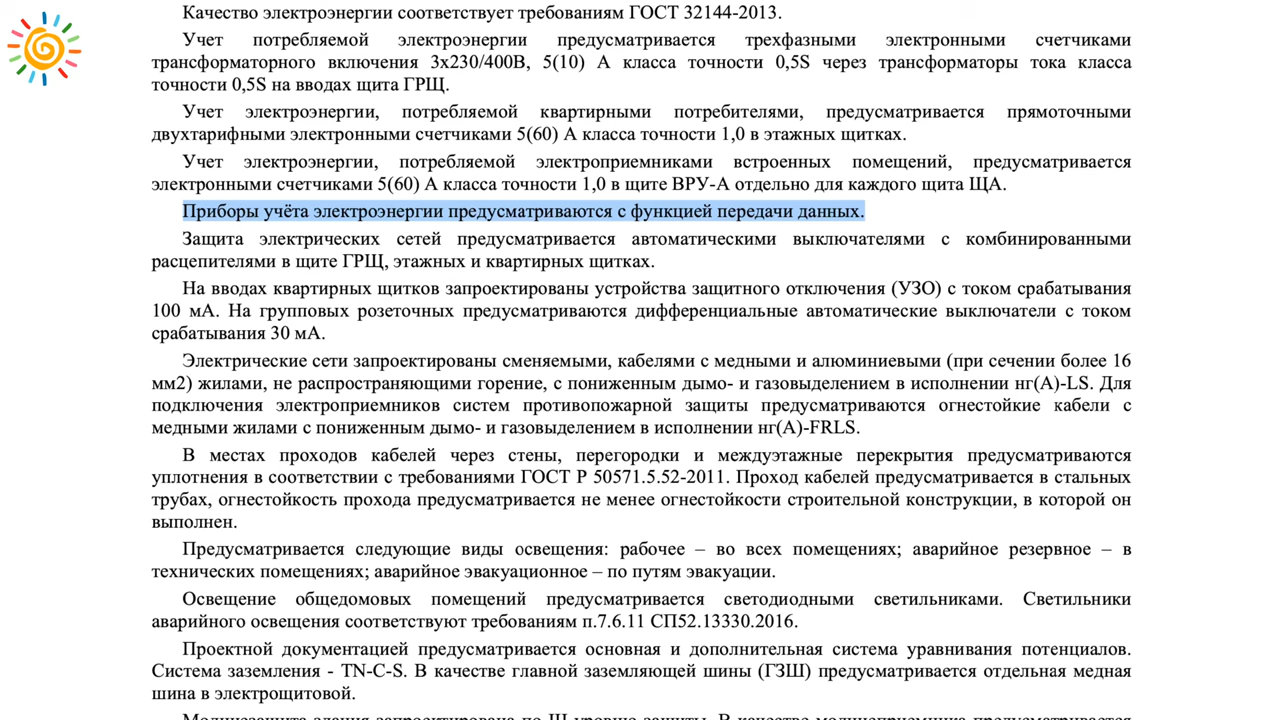 Качество электроэнергии соответствует требованиям ГОСТ 32144-2013.
Учет потребляемой электроэнергии предусматривается трехфазными электронными счетчиками
трансформаторного включения 3х230/400В, 5(10) А класса точности 0,5S через трансформаторы тока класса
точности 0,5S на вводах щита ГРЩ.
Учет электроэнергии, потребляемой квартирными потребителями, предусматривается прямоточными
двухтарифными электронными счетчиками 5(60) А класса точности 1,0 в этажных щитках.
Учет электроэнергии, потребляемой электроприемниками встроенных помещений, предусматривается
электронными счетчиками 5(60) А класса точности 1,0 в щите ВРУ-А отдельно для каждого щита ЩА.
Приборы учёта электроэнергии предусматриваются с функцией передачи данных.
Защита электрических сетей предусматривается автоматическими выключателями с комбинированными
расцепителями в щите ГРЩ, этажных и квартирных щитках.
На вводах квартирных щитков запроектированы устройства защитного отключения (УЗО) с током срабатывания
100 мА. На групповых розеточных предусматриваются дифференциальные автоматические выключатели с током
срабатывания 30 мА.
Электрические сети запроектированы сменяемыми, кабелями с медными и алюминиевыми (при сечении более 16
мм2) жилами, не распространяющими горение, с пониженным дымо- и газовыделением в исполнении нг(А)-LS. Для
подключения электроприемников систем противопожарной защиты предусматриваются огнестойкие кабели с
медными жилами с пониженным дымо- и газовыделением в исполнении нг(А)-FRLS.
В местах проходов кабелей через стены, перегородки и междуэтажные перекрытия предусматриваются
уплотнения в соответствии с требованиями ГОСТ Р 50571.5.52-2011. Проход кабелей предусматривается в стальных
трубах, огнестойкость прохода предусматривается не менее огнестойкости строительной конструкции, в которой он
выполнен.
Предусматривается следующие виды освещения: рабочее – во всех помещениях; аварийное резервное – в
технических помещениях; аварийное эвакуационное – по путям эвакуации.
Освещение общедомовых помещений предусматривается светодиодными светильниками. Светильники
аварийного освещения соответствуют требованиям п.7.6.11 СП52.13330.2016.
Проектной документацией предусматривается основная и дополнительная система уравнивания потенциалов.
Система заземления - TN-C-S. В качестве главной заземляющей шины (ГЗШ) предусматривается отдельная медная
шина в электрощитовой.
Молниезащита здания запроектирована по III уровню защиты. В качестве молниеприемника предусматривается